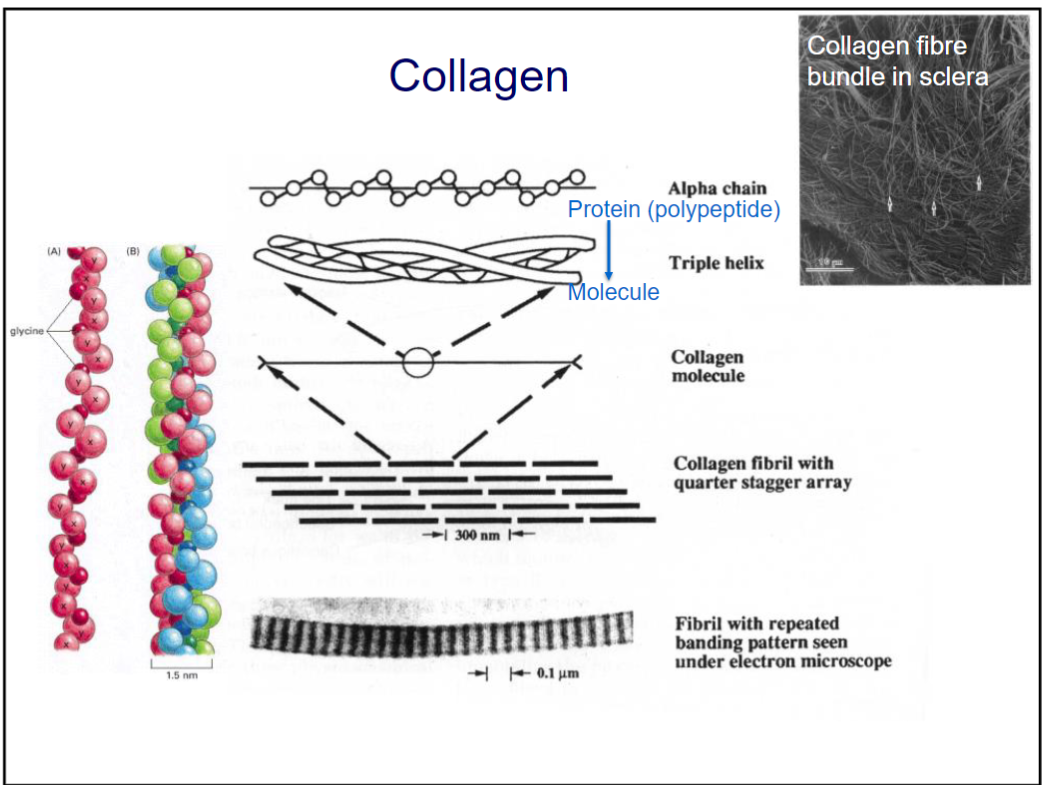 Collagen
Collagen fibre
bundle in sclera
Alpha chain
Protein (polypeptide)
Triple helix
Molecule
(A)
(B)
glycine
y
x
y
x
y
x
y
x
y
x
y
x
y
x
y
x
1.5 nm
Collagen
molecule
Collagen fibril with
quarter stagger array
300 nm
Fibril with repeated
banding pattern seen
under electron microscope
0.1 μm